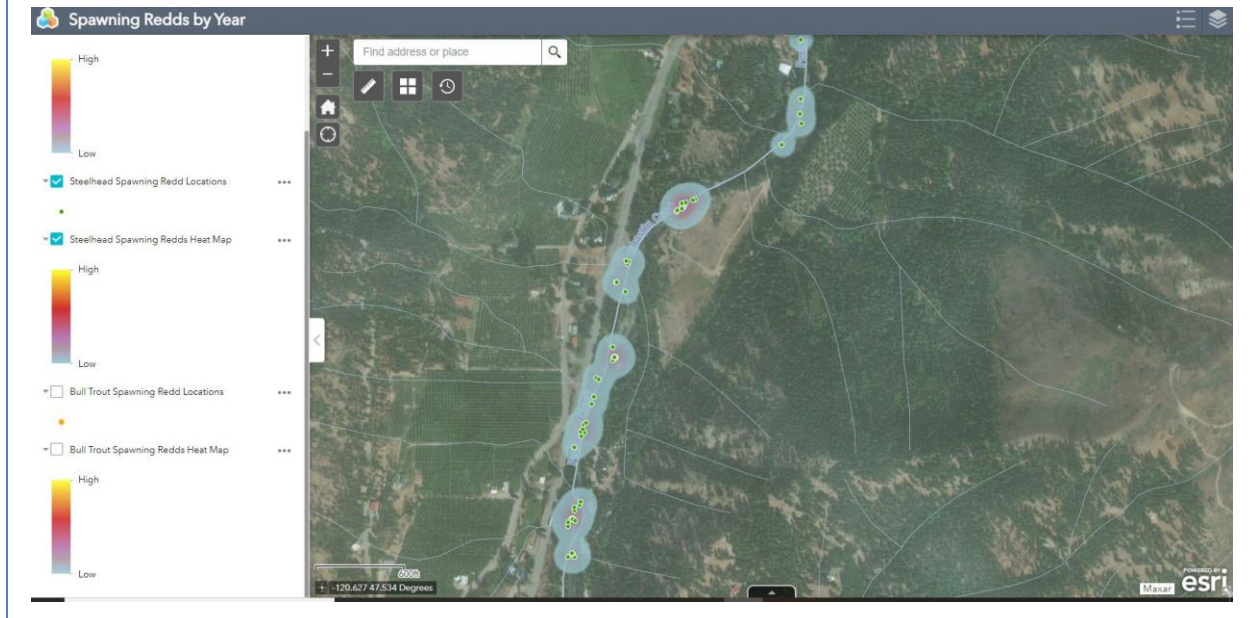 Spawning Redds by Year
High
Low
Steelhead Spawning Redd Locations
Steelhead Spawning Redds Heat Map
High
Low
Bull Trout Spawning Redd Locations
Bull Trout Spawning Redds Heat Map
High
Low
Find address or place
600ft
-120.627 47.534 Degrees
Maxar
POWERED BY
esri